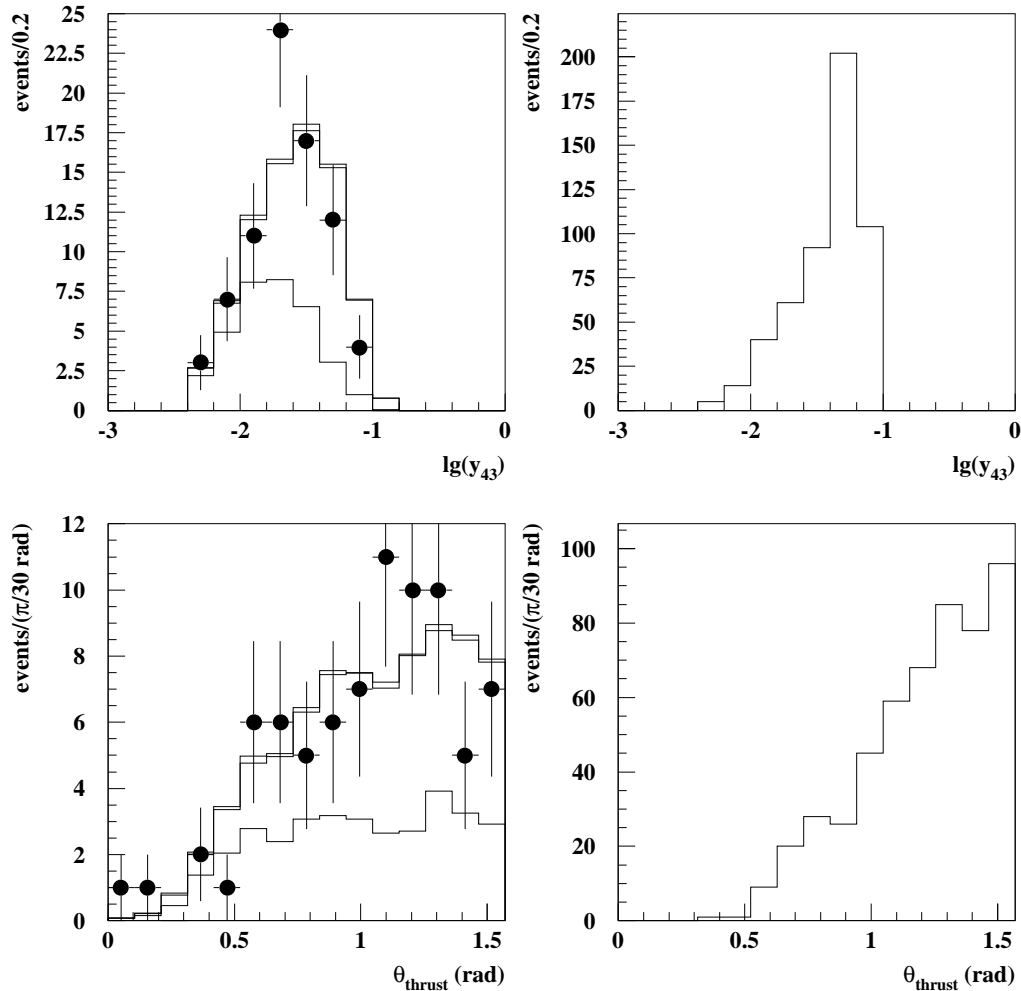 events/0.2
25
22.5
20
17.5
15
12.5
10
7.5
5
2.5
0
-3 -2 -1 0
lg(y43)
events/0.2
200
175
150
125
100
75
50
25
0
-3 -2 -1 0
lg(y43)
events/(π/30 rad)
12
10
8
6
4
2
0
0 0.5 1 1.5
θthrust (rad)
events/(π/30 rad)
100
80
60
40
20
0
0 0.5 1 1.5
θthrust (rad)